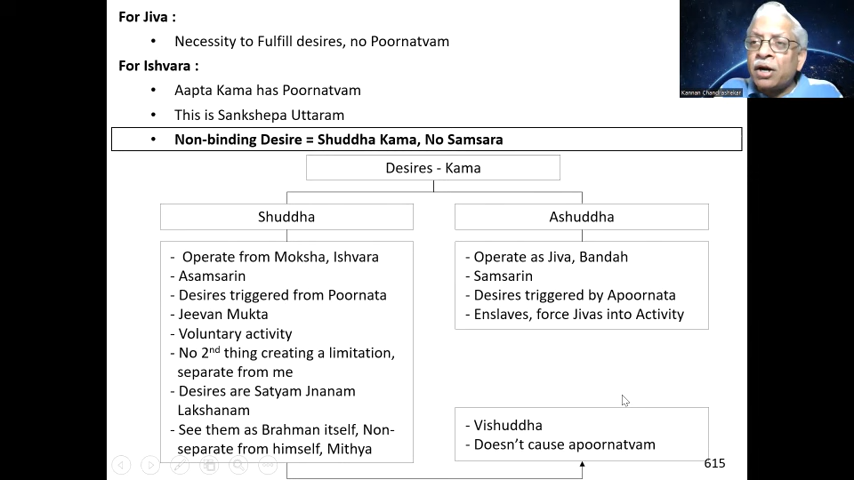 For Jiva :
• Necessity to Fulfill desires, no Poornatvam
For Ishvara :
• Aapta Kama has Poornatvam
• This is Sankshepa Uttaram
• Non-binding Desire = Shuddha Kama, No Samsara
Desires - Kama
Shuddha
- Operate from Moksha, Ishvara
- Asamsarin
- Desires triggered from Poornata
- Jeevan Mukta
- Voluntary activity
- No 2nd thing creating a limitation,
separate from me
- Desires are Satyam Jnanam
Lakshanam
- See them as Brahman itself, Non-
separate from himself, Mithya
Ashuddha
- Operate as Jiva, Bandah
- Samsarin
- Desires triggered by Apoornata
- Enslaves, force Jivas into Activity
- Vishuddha
- Doesn't cause apoornatvam
615
Kannan Chandrashekar